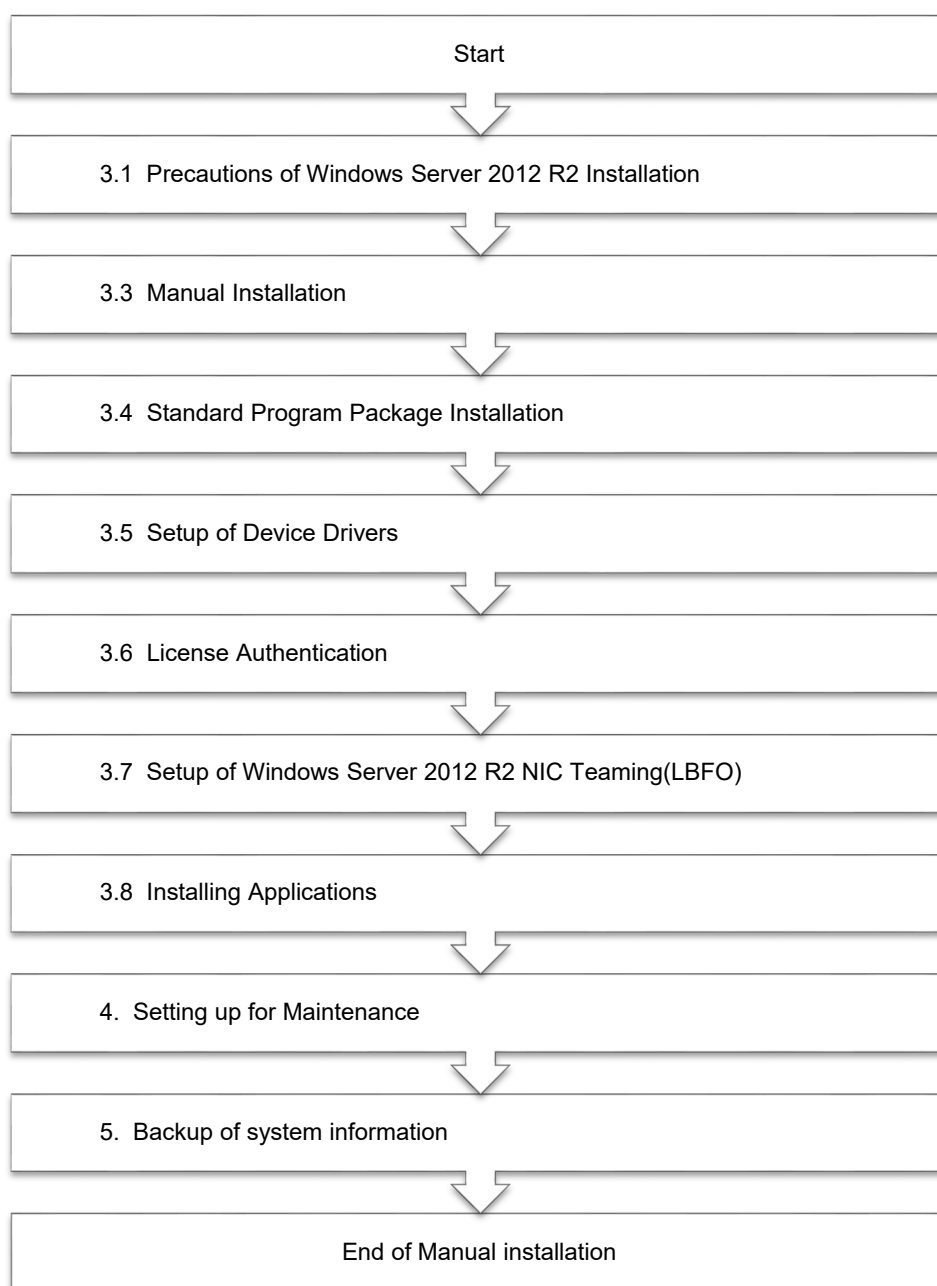 Start
3.1 Precautions of Windows Server 2012 R2 Installation
3.3 Manual Installation
3.4 Standard Program Package Installation
3.5 Setup of Device Drivers
3.6 License Authentication
3.7 Setup of Windows Server 2012 R2 NIC Teaming(LBFO)
3.8 Installing Applications
4. Setting up for Maintenance
5. Backup of system information
End of Manual installation